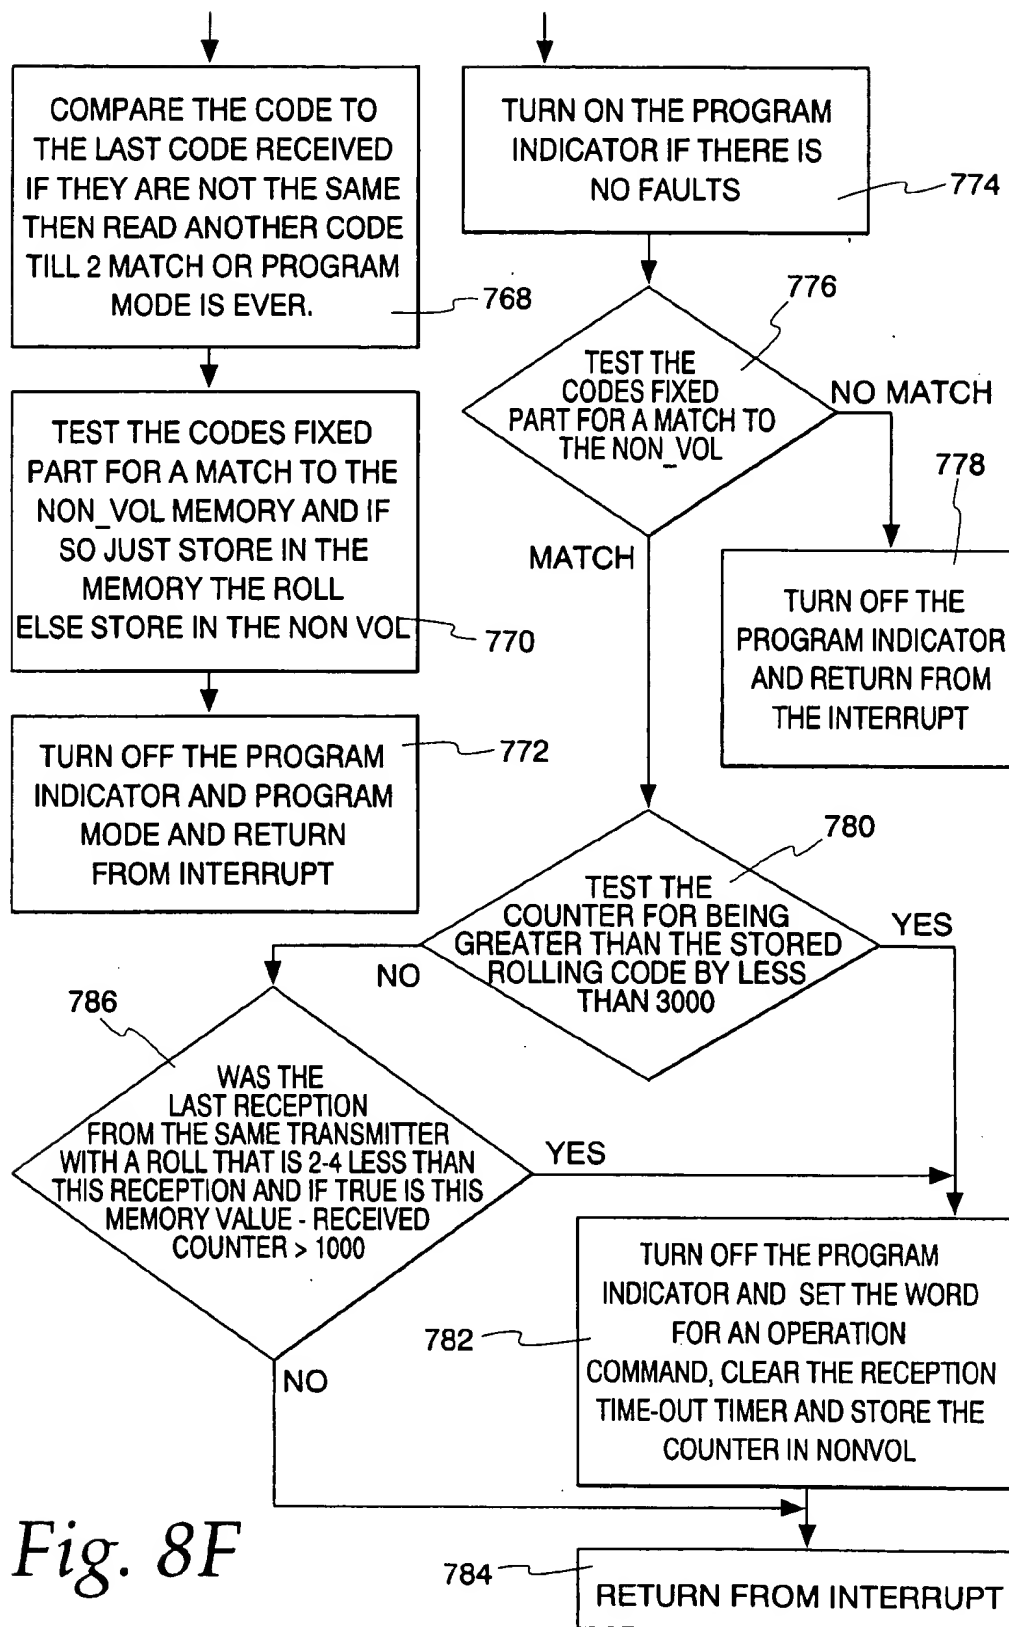 COMPARE THE CODE TO
THE LAST CODE RECEIVED
IF THEY ARE NOT THE SAME
THEN READ ANOTHER CODE
TILL 2 MATCH OR PROGRAM
MODE IS EVER.
768
TEST THE CODES FIXED
PART FOR A MATCH TO THE
NON_VOL MEMORY AND IF
SO JUST STORE IN THE
MEMORY THE ROLL
ELSE STORE IN THE NON VOL
770
TURN OFF THE PROGRAM
INDICATOR AND PROGRAM
MODE AND RETURN
FROM INTERRUPT
772
TURN ON THE PROGRAM
INDICATOR IF THERE IS
NO FAULTS
774
776
TEST THE
CODES FIXED
PART FOR A MATCH TO
THE NON_VOL
NO MATCH
MATCH
778
TURN OFF THE
PROGRAM INDICATOR
AND RETURN FROM
THE INTERRUPT
780
TEST THE
COUNTER FOR BEING
GREATER THAN THE STORED
ROLLING CODE BY LESS
THAN 3000
YES
NO
786
WAS THE
LAST RECEPTION
FROM THE SAME TRANSMITTER
WITH A ROLL THAT IS 2-4 LESS THAN
THIS RECEPTION AND IF TRUE IS THIS
MEMORY VALUE - RECEIVED
COUNTER > 1000
YES
NO
TURN OFF THE PROGRAM
INDICATOR AND SET THE WORD
FOR AN OPERATION
COMMAND, CLEAR THE RECEPTION
TIME-OUT TIMER AND STORE THE
COUNTER IN NONVOL
782
784
RETURN FROM INTERRUPT
Fig. 8F